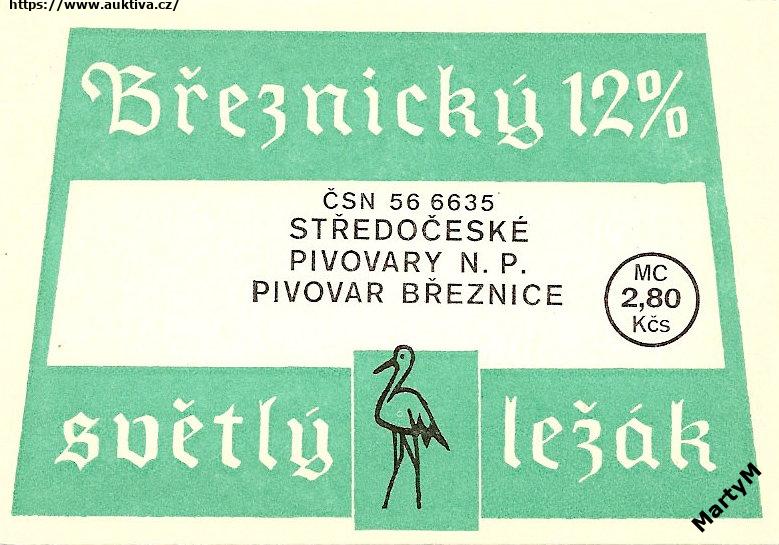 https://www.auktiva.cz/
Březnický 12%
ČSN 56 6635
STŘEDOČESKÉ
PIVOVARY N. P.
PIVOVAR BŘEZNICE
MC
2,80
Kčs
světlý ležák
MartyM